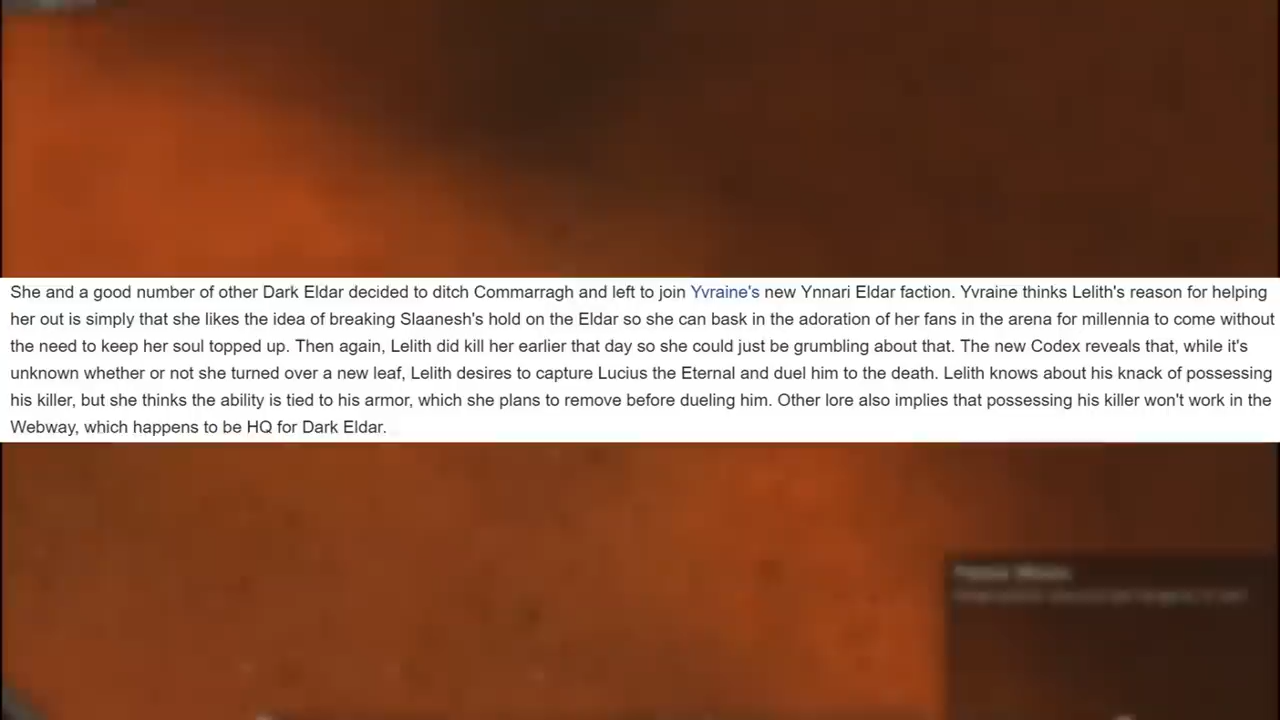 She and a good number of other Dark Eldar decided to ditch Commarragh and left to join Yvraine's new Ynnari Eldar faction. Yvraine thinks Lelith's reason for helping
her out is simply that she likes the idea of breaking Slaanesh's hold on the Eldar so she can bask in the adoration of her fans in the arena for millennia to come without
the need to keep her soul topped up. Then again, Lelith did kill her earlier that day so she could just be grumbling about that. The new Codex reveals that, while it's
unknown whether or not she turned over a new leaf, Lelith desires to capture Lucius the Eternal and duel him to the death. Lelith knows about his knack of possessing
his killer, but she thinks the ability is tied to his armor, which she plans to remove before dueling him. Other lore also implies that possessing his killer won't work in the
Webway, which happens to be HQ for Dark Eldar.